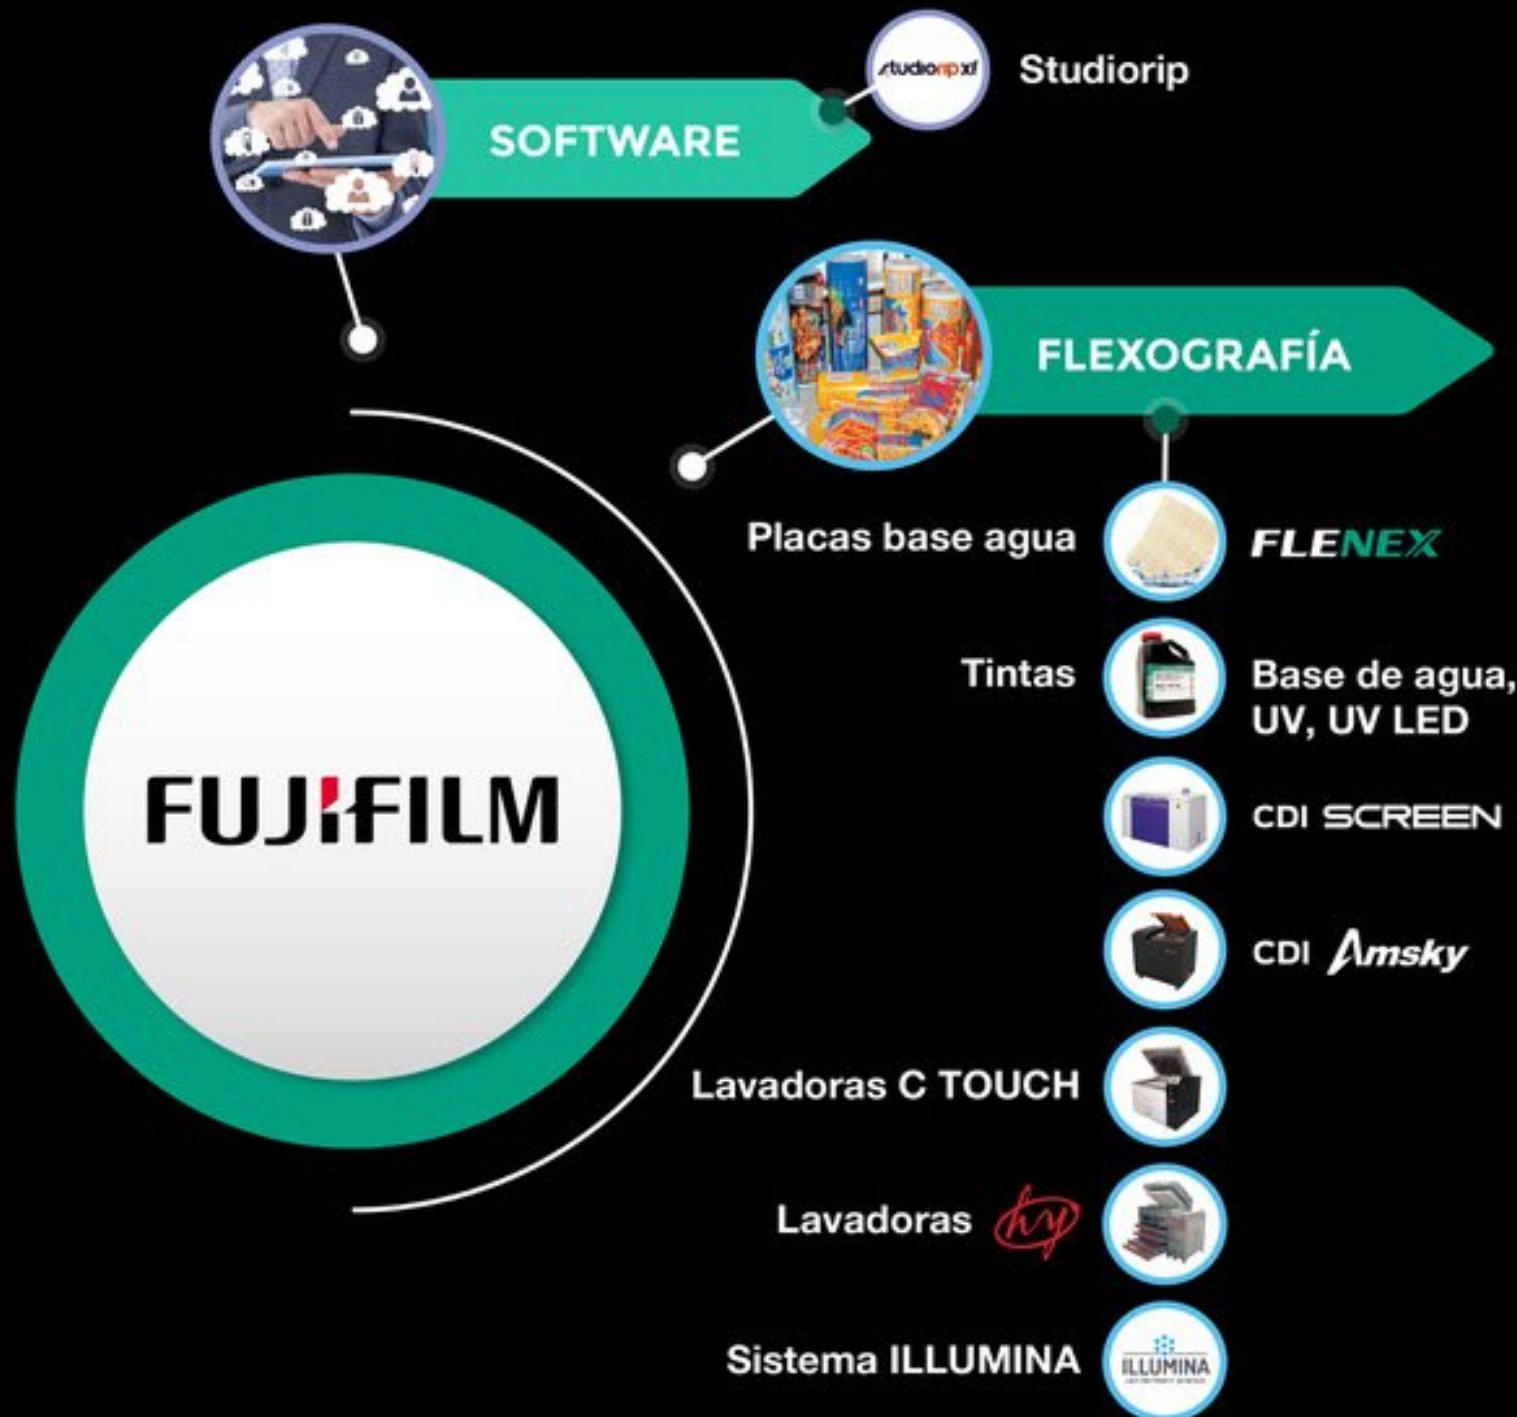 studiorip xf
Studiorip
SOFTWARE
FLEXOGRAFÍA
Placas base agua
FLENEX
Tintas
Base de agua,
UV, UV LED
FUJIFILM
CDI SCREEN
CDI Amsky
Lavadoras C TOUCH
Lavadoras hy
Sistema ILLUMINA
ILLUMINA